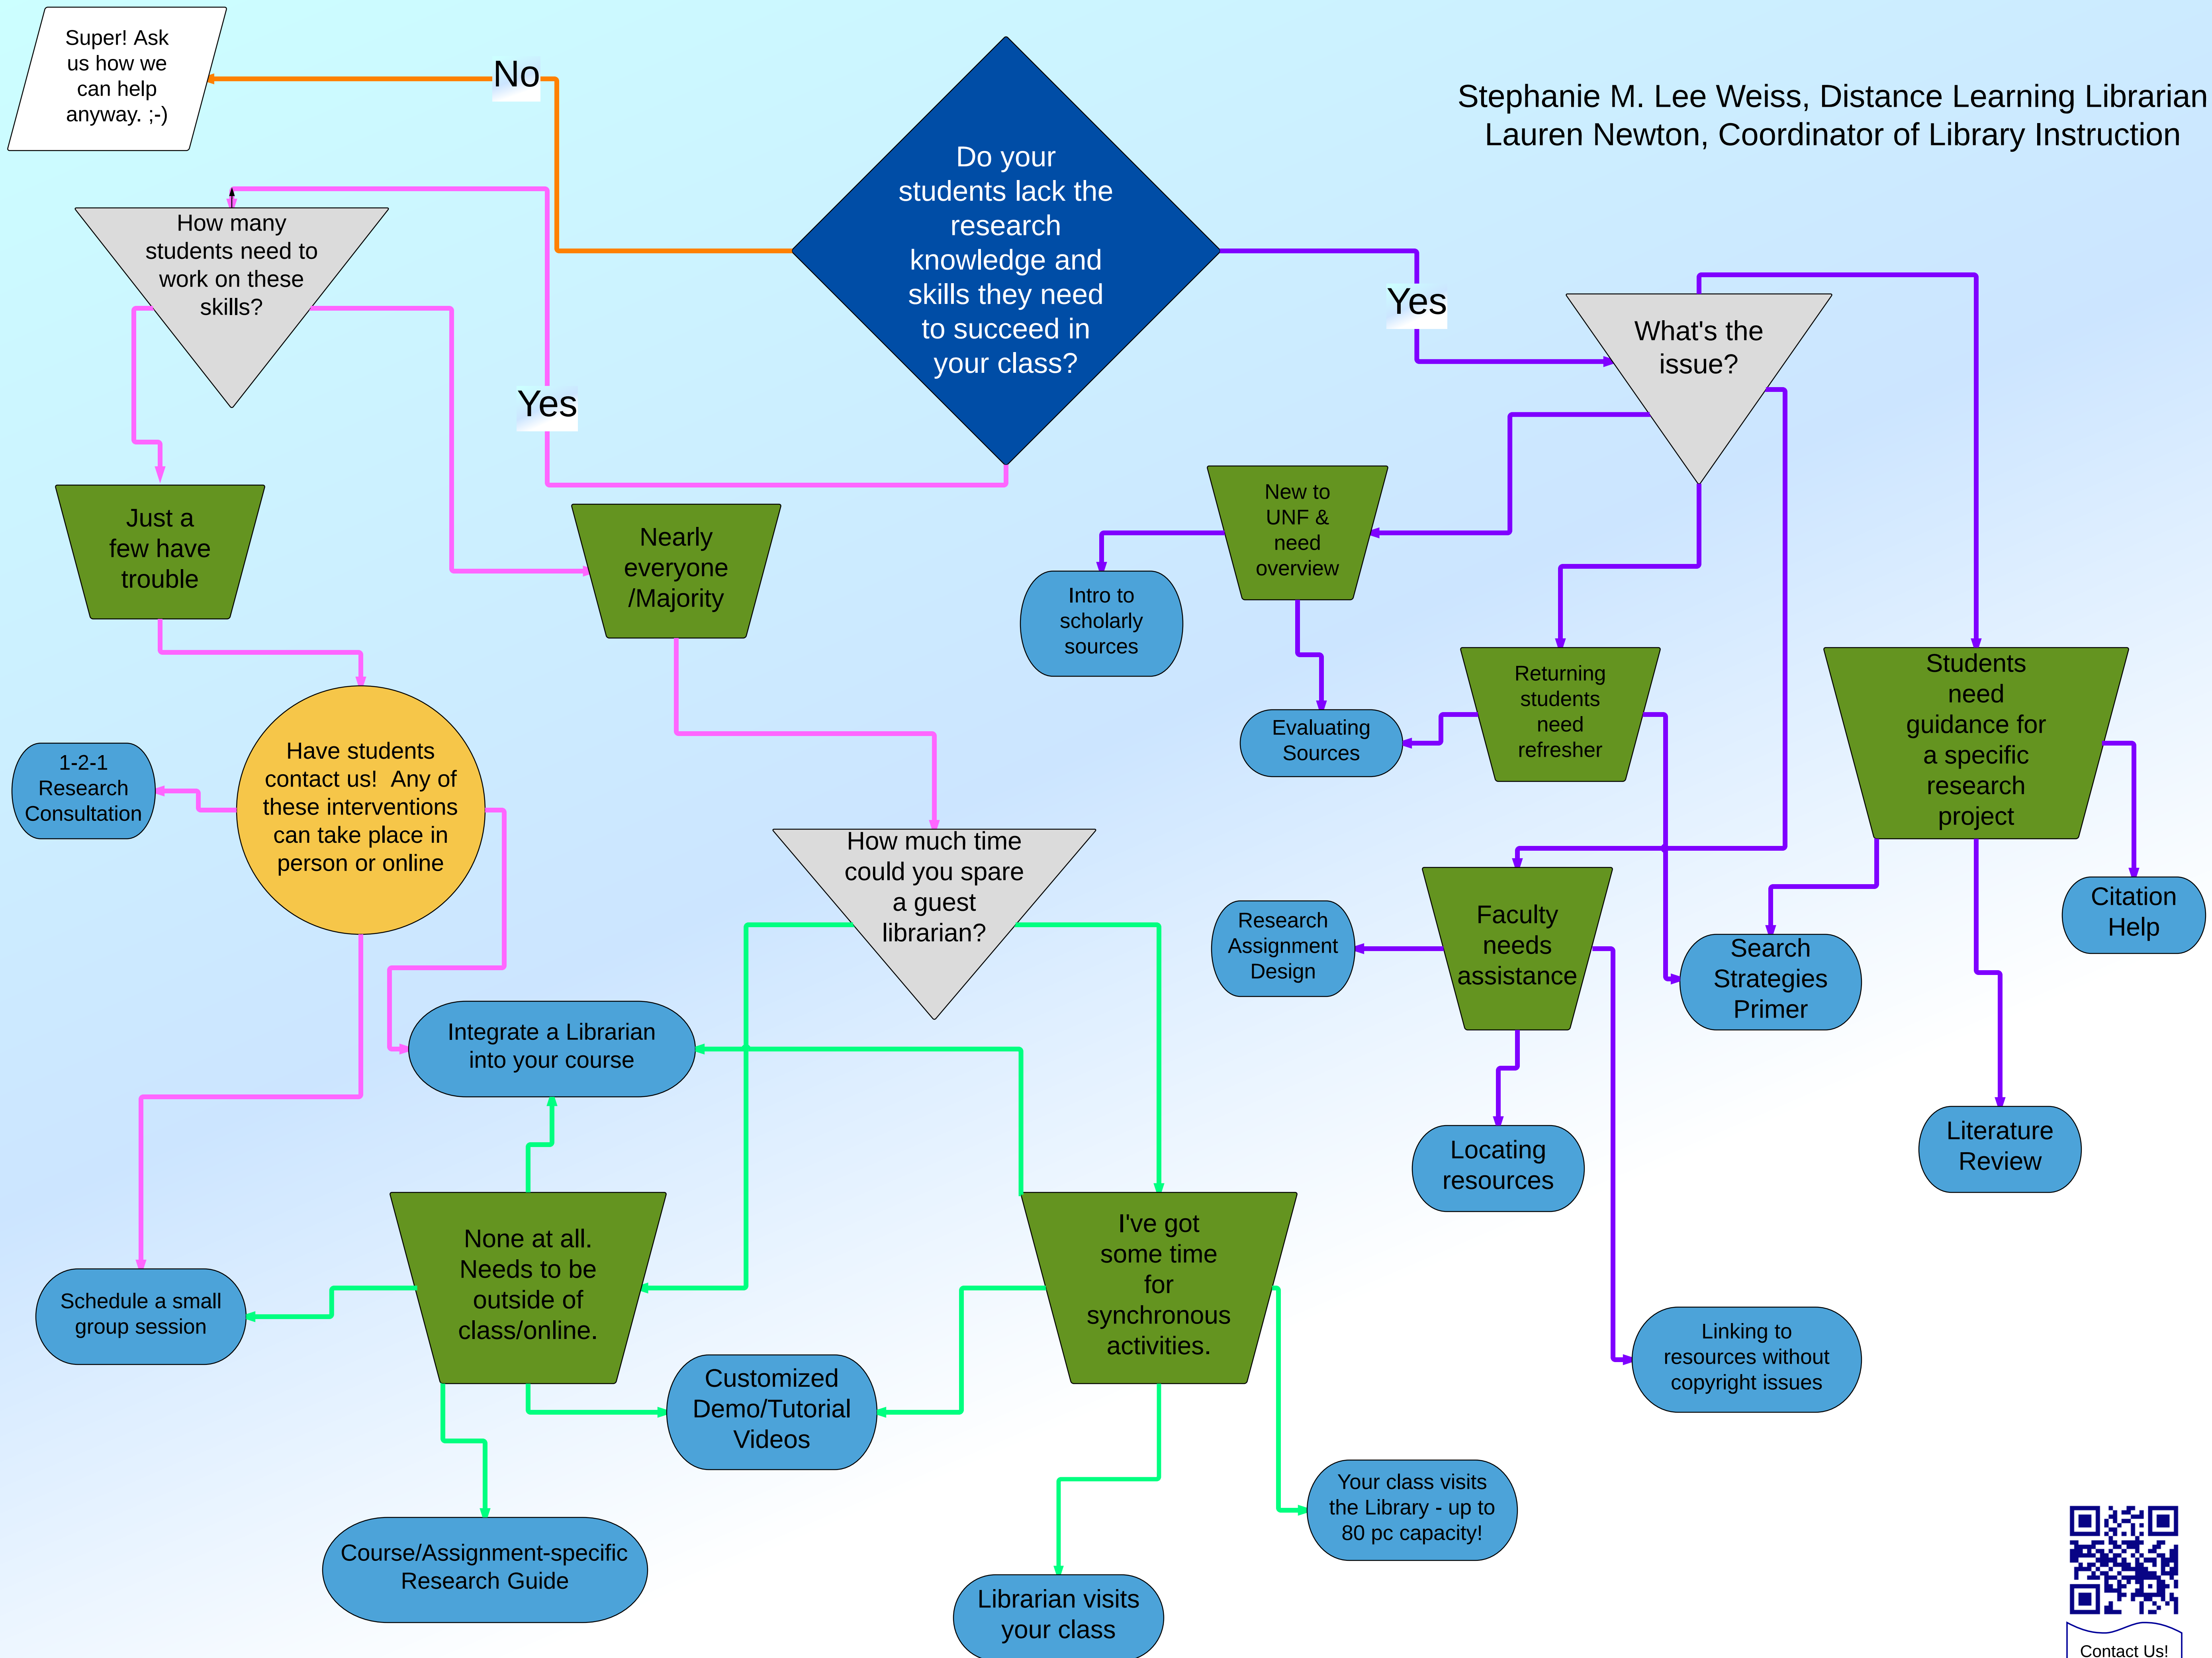 Super! Ask
us how we
can help
anyway. ;-)
No
Stephanie M. Lee Weiss, Distance Learning Librarian
Lauren Newton, Coordinator of Library Instruction
Do your
students lack the
research
knowledge and
skills they need
to succeed in
your class?
How many
students need to
work on these
skills?
Yes
What's the
issue?
Yes
Just a
few have
trouble
Nearly
everyone
/Majority
New to
UNF &
need
overview
Intro to
scholarly
sources
Returning
students
need
refresher
Students
need
guidance for
a specific
research
project
Evaluating
Sources
1-2-1
Research
Consultation
Have students
contact us!  Any of
these interventions
can take place in
person or online
How much time
could you spare
a guest
librarian?
Research
Assignment
Design
Faculty
needs
assistance
Search
Strategies
Primer
Citation
Help
Integrate a Librarian
into your course
Locating
resources
Literature
Review
None at all.
Needs to be
outside of
class/online.
I've got
some time
for
synchronous
activities.
Schedule a small
group session
Linking to
resources without
copyright issues
Customized
Demo/Tutorial
Videos
Your class visits
the Library - up to
80 pc capacity!
Course/Assignment-specific
Research Guide
Librarian visits
your class
Contact Us!